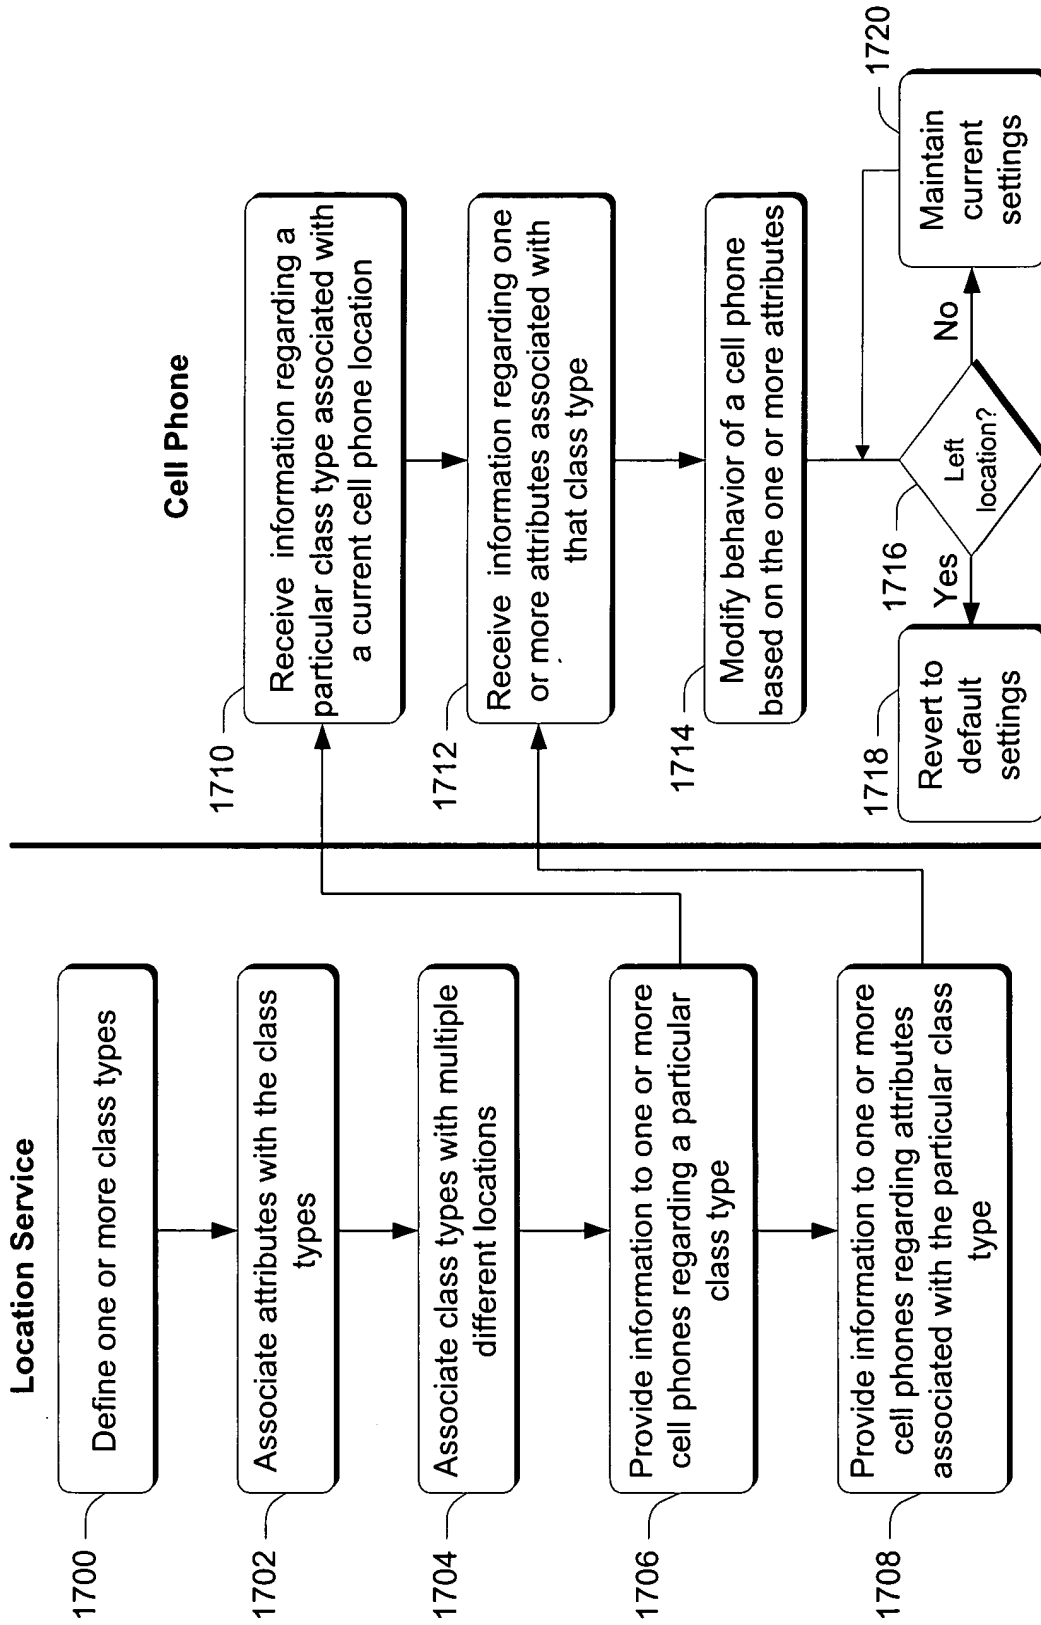 Location Service
1700
Define one or more class types
1702
Associate attributes with the class
types
1704
Associate class types with multiple
different locations
1706
Provide information to one or more
cell phones regarding a particular
class type
1708
Provide information to one or more
cell phones regarding attributes
associated with the particular class
type
Cell Phone
1710
Receive information regarding a
particular class type associated with
a current cell phone location
1712
Receive information regarding one
or more attributes associated with
that class type
1714
Modify behavior of a cell phone
based on the one or more attributes
1716
Left
location?
Yes
No
1718
Revert to
default
settings
1720
Maintain
current
settings